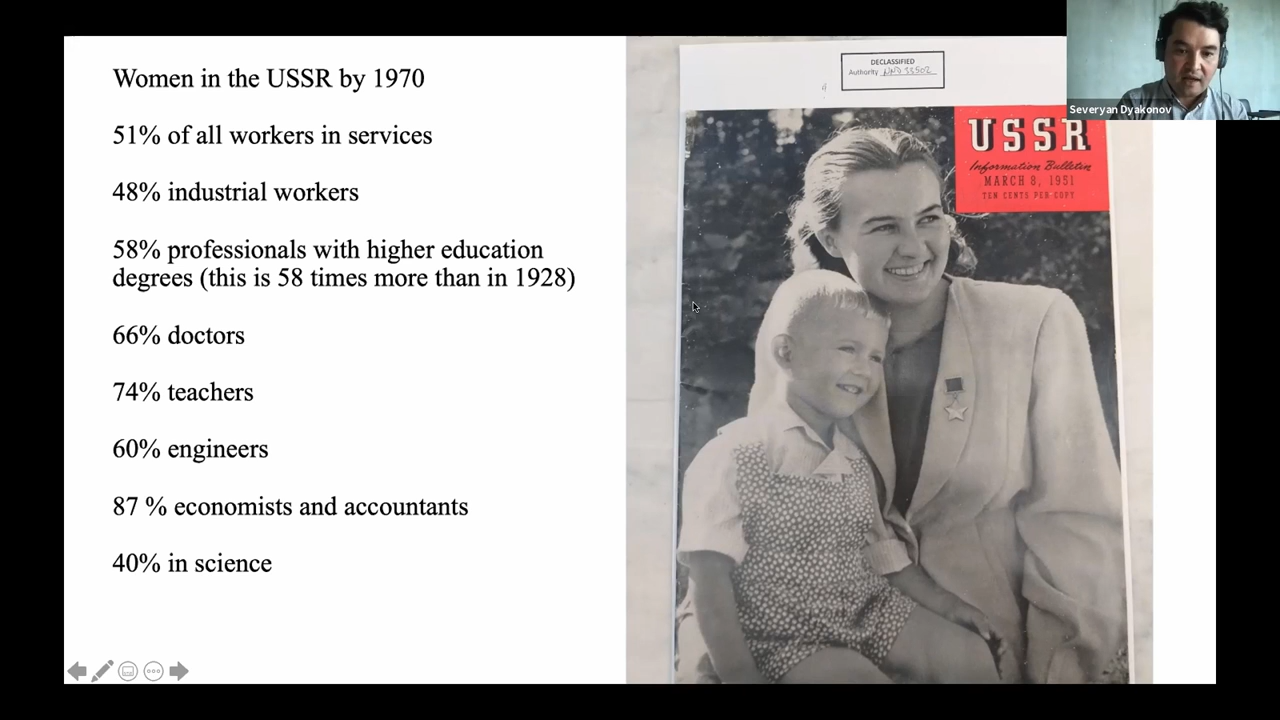 Women in the USSR by 1970
51% of all workers in services
48% industrial workers
58% professionals with higher education
degrees (this is 58 times more than in 1928)
66% doctors
74% teachers
60% engineers
87 % economists and accountants
40% in science
DECLASSIFIED
Authority
USSR
Information Bulletin
MARCH 8, 1951
TEN CENTS PER COPY
Severyan Dyakonov